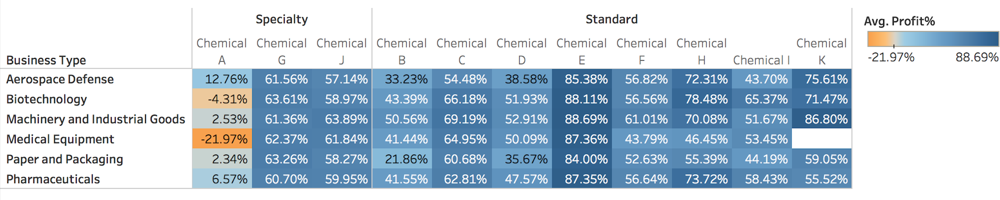 Specialty Standard
Chemical Chemical Chemical Chemical Chemical Chemical Chemical Chemical Chemical Chemical
Business Type A G J B C D E F H Chemical I K
Aerospace Defense 12.76% 61.56% 57.14% 33.23% 54.48% 38.58% 85.38% 56.82% 72.31% 43.70% 75.61%
Biotechnology -4.31% 63.61% 58.97% 43.39% 66.18% 51.93% 88.11% 56.56% 78.48% 65.37% 71.47%
Machinery and Industrial Goods 2.53% 61.36% 63.89% 50.56% 69.19% 52.91% 88.69% 61.01% 70.08% 51.67% 86.80%
Medical Equipment -21.97% 62.37% 61.84% 41.44% 64.95% 50.09% 87.36% 43.79% 46.45% 53.45%
Paper and Packaging 2.34% 63.26% 58.27% 21.86% 60.68% 35.67% 84.00% 52.63% 55.39% 44.19% 59.05%
Pharmaceuticals 6.57% 60.70% 59.95% 41.55% 62.81% 47.57% 87.35% 56.64% 73.72% 58.43% 55.52%
Avg. Profit%
-21.97% 88.69%